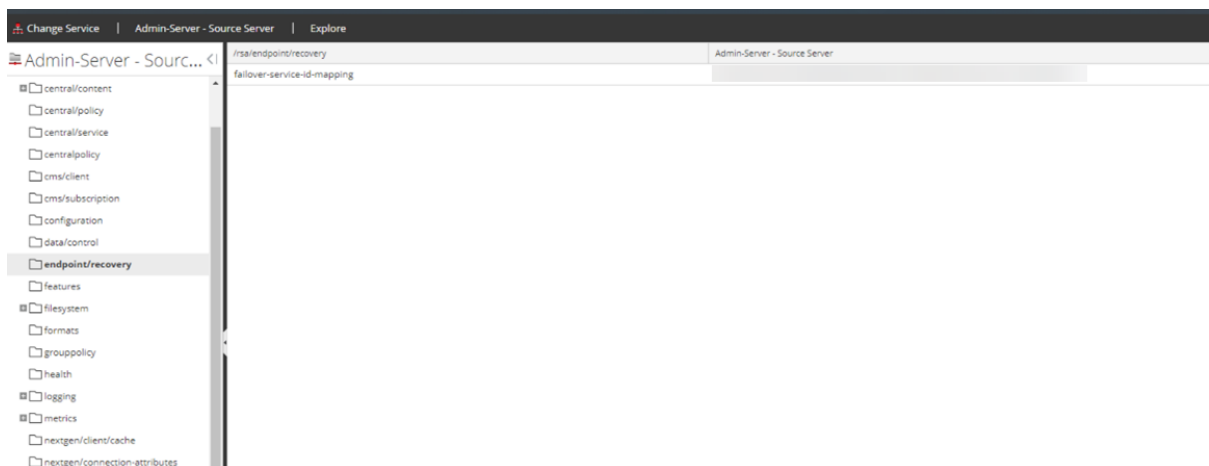 Change Service | Admin-Server - Source Server | Explore
Admin-Server - Sourc...
/rsa/endpoint/recovery Admin-Server - Source Server
failover-service-id-mapping
central/content
central/policy
central/service
centralpolicy
cms/client
cms/subscription
configuration
data/control
endpoint/recovery
features
filesystem
formats
grouppolicy
health
logging
metrics
nextgen/client/cache
nextgen/connection-attributes